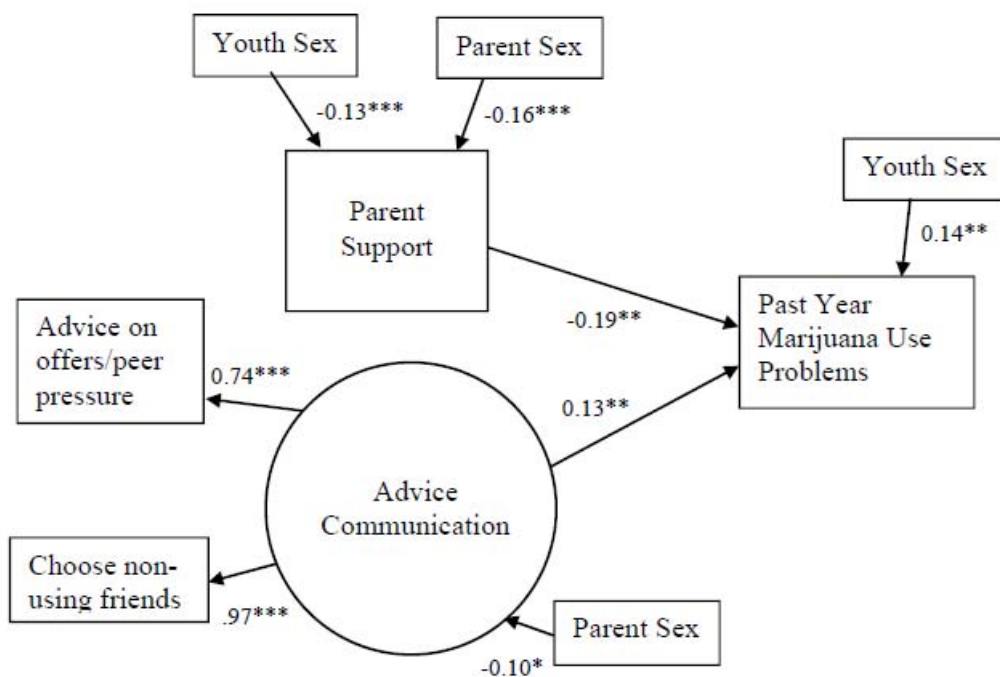 Youth Sex
Parent Sex
-0.13***
-0.16***
Youth Sex
0.14**
Parent
Support
Past Year
Marijuana Use
Problems
-0.19**
Advice on
offers/peer
pressure
0.74***
0.13**
Advice
Communication
Choose non-
using friends
.97***
Parent Sex
-0.10*